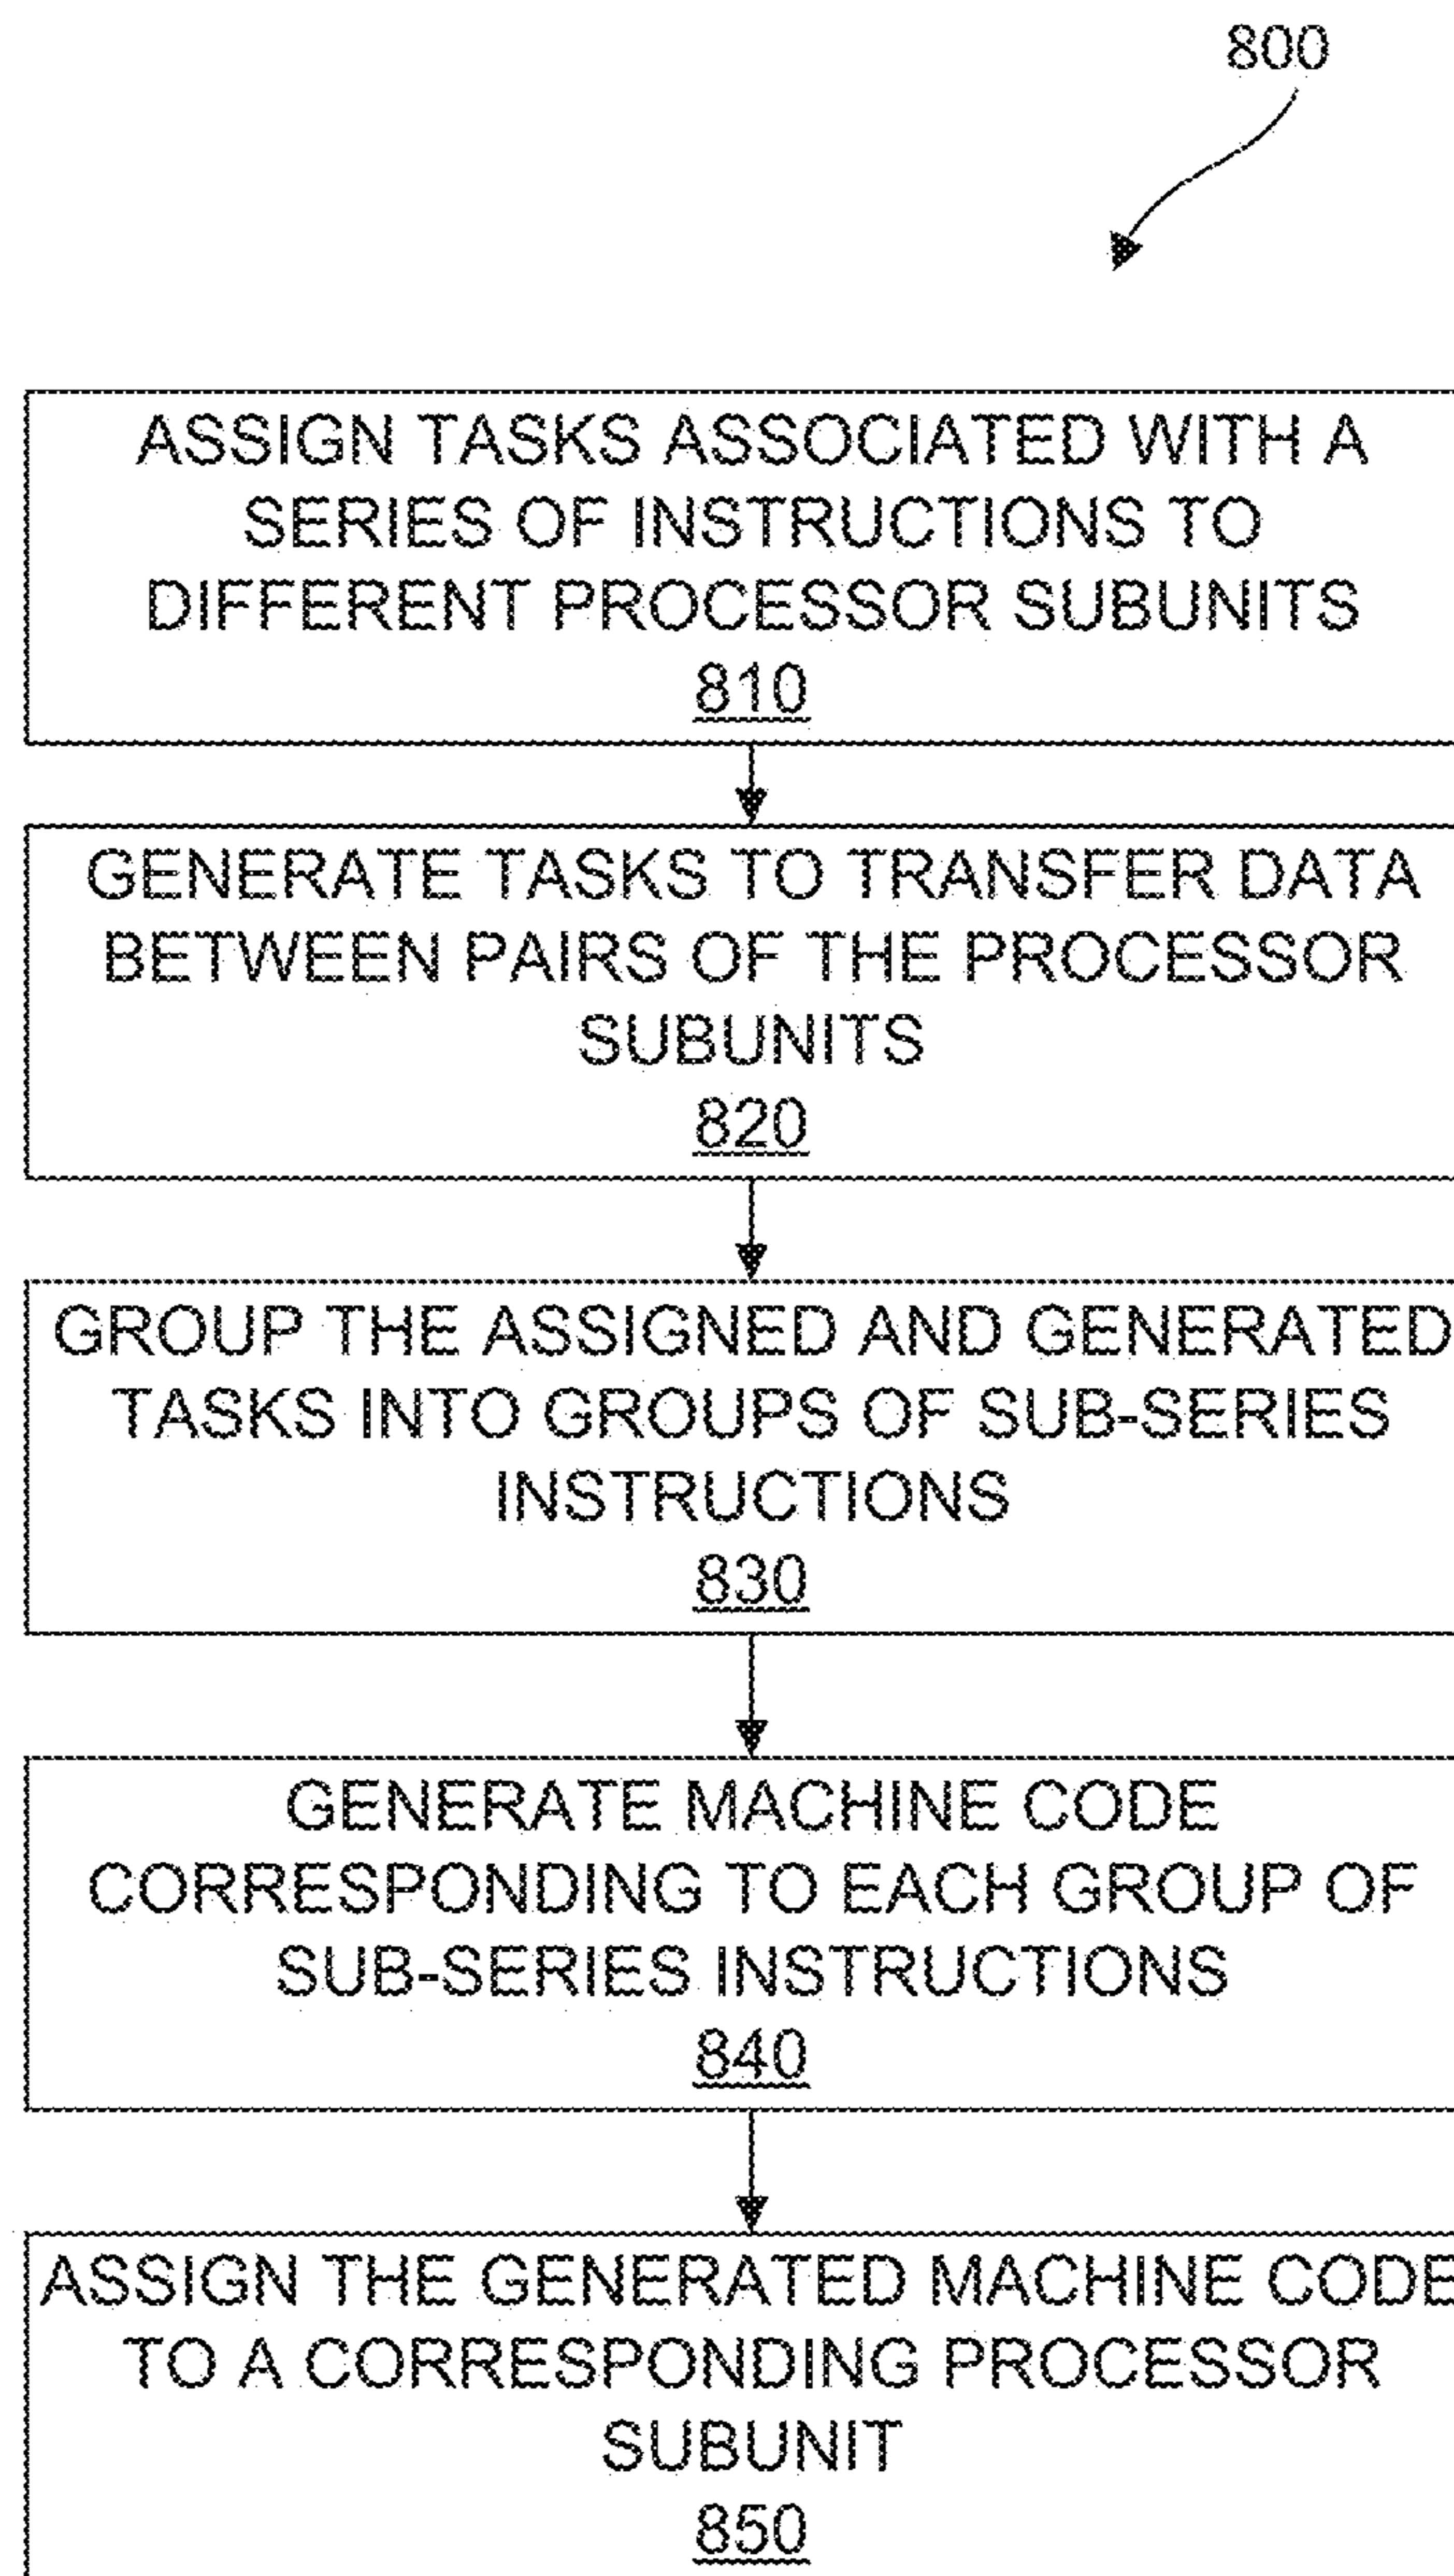 800
ASSIGN TASKS ASSOCIATED WITH A
SERIES OF INSTRUCTIONS TO
DIFFERENT PROCESSOR SUBUNITS
810
GENERATE TASKS TO TRANSFER DATA
BETWEEN PAIRS OF THE PROCESSOR
SUBUNITS
820
GROUP THE ASSIGNED AND GENERATED
TASKS INTO GROUPS OF SUB-SERIES
INSTRUCTIONS
830
GENERATE MACHINE CODE
CORRESPONDING TO EACH GROUP OF
SUB-SERIES INSTRUCTIONS
840
ASSIGN THE GENERATED MACHINE CODE
TO A CORRESPONDING PROCESSOR
SUBUNIT
850